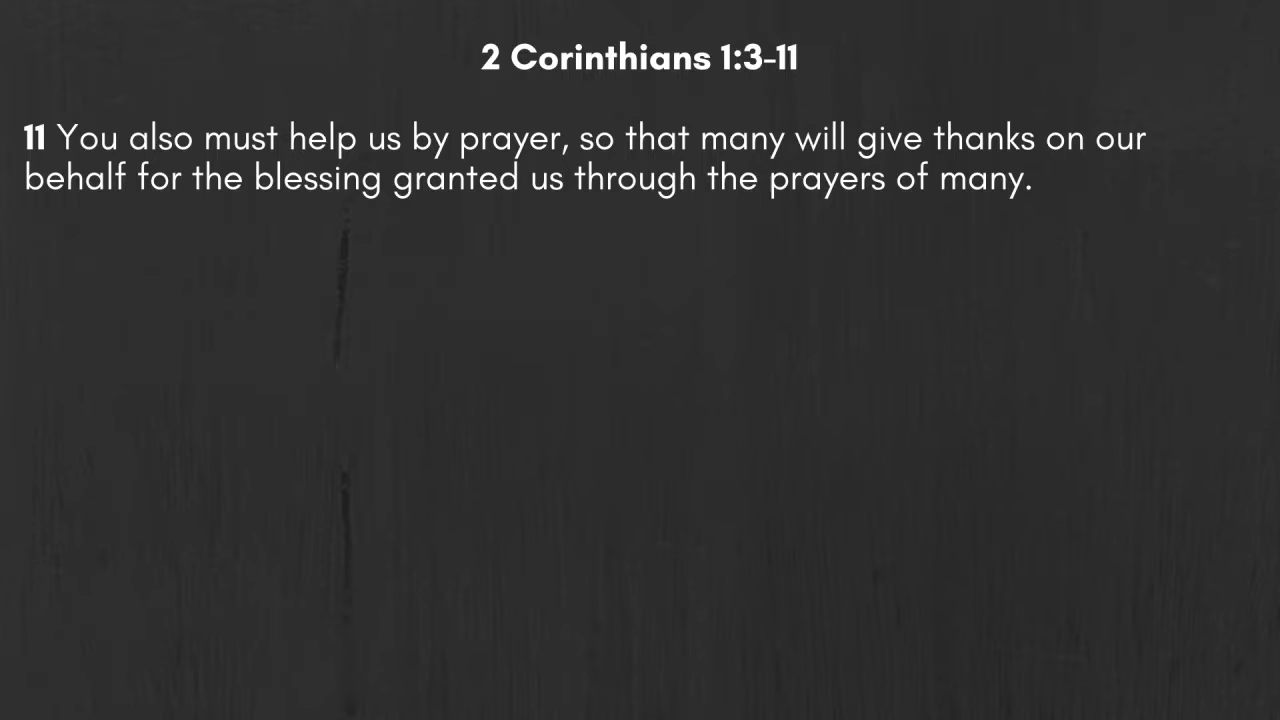 2 Corinthians 1:3-11
11 You also must help us by prayer, so that many will give thanks on our
behalf for the blessing granted us through the prayers of many.